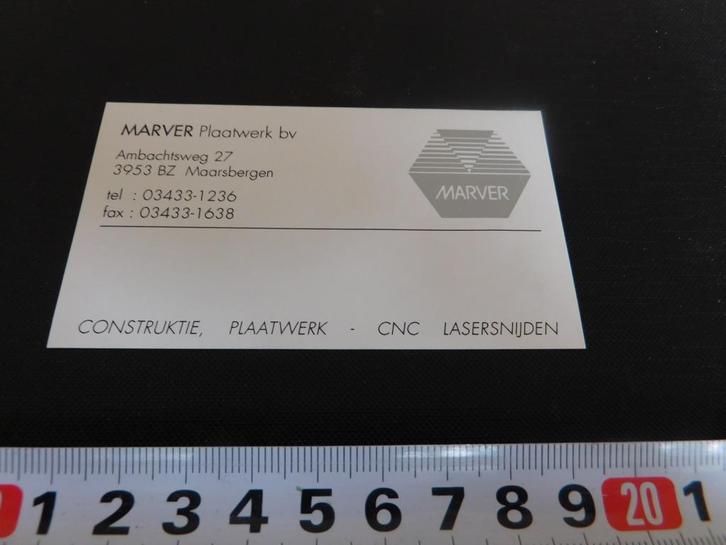 MARVER Plaatwerk bv
Ambachtsweg 27
3953 BZ Maarsbergen
tel : 03433-1236
fax : 03433-1638
MARVER
CONSTRUKTIE, PLAATWERK - CNC LASERSNIJDEN
1 2 3 4 5 6 7 8 9 20 1